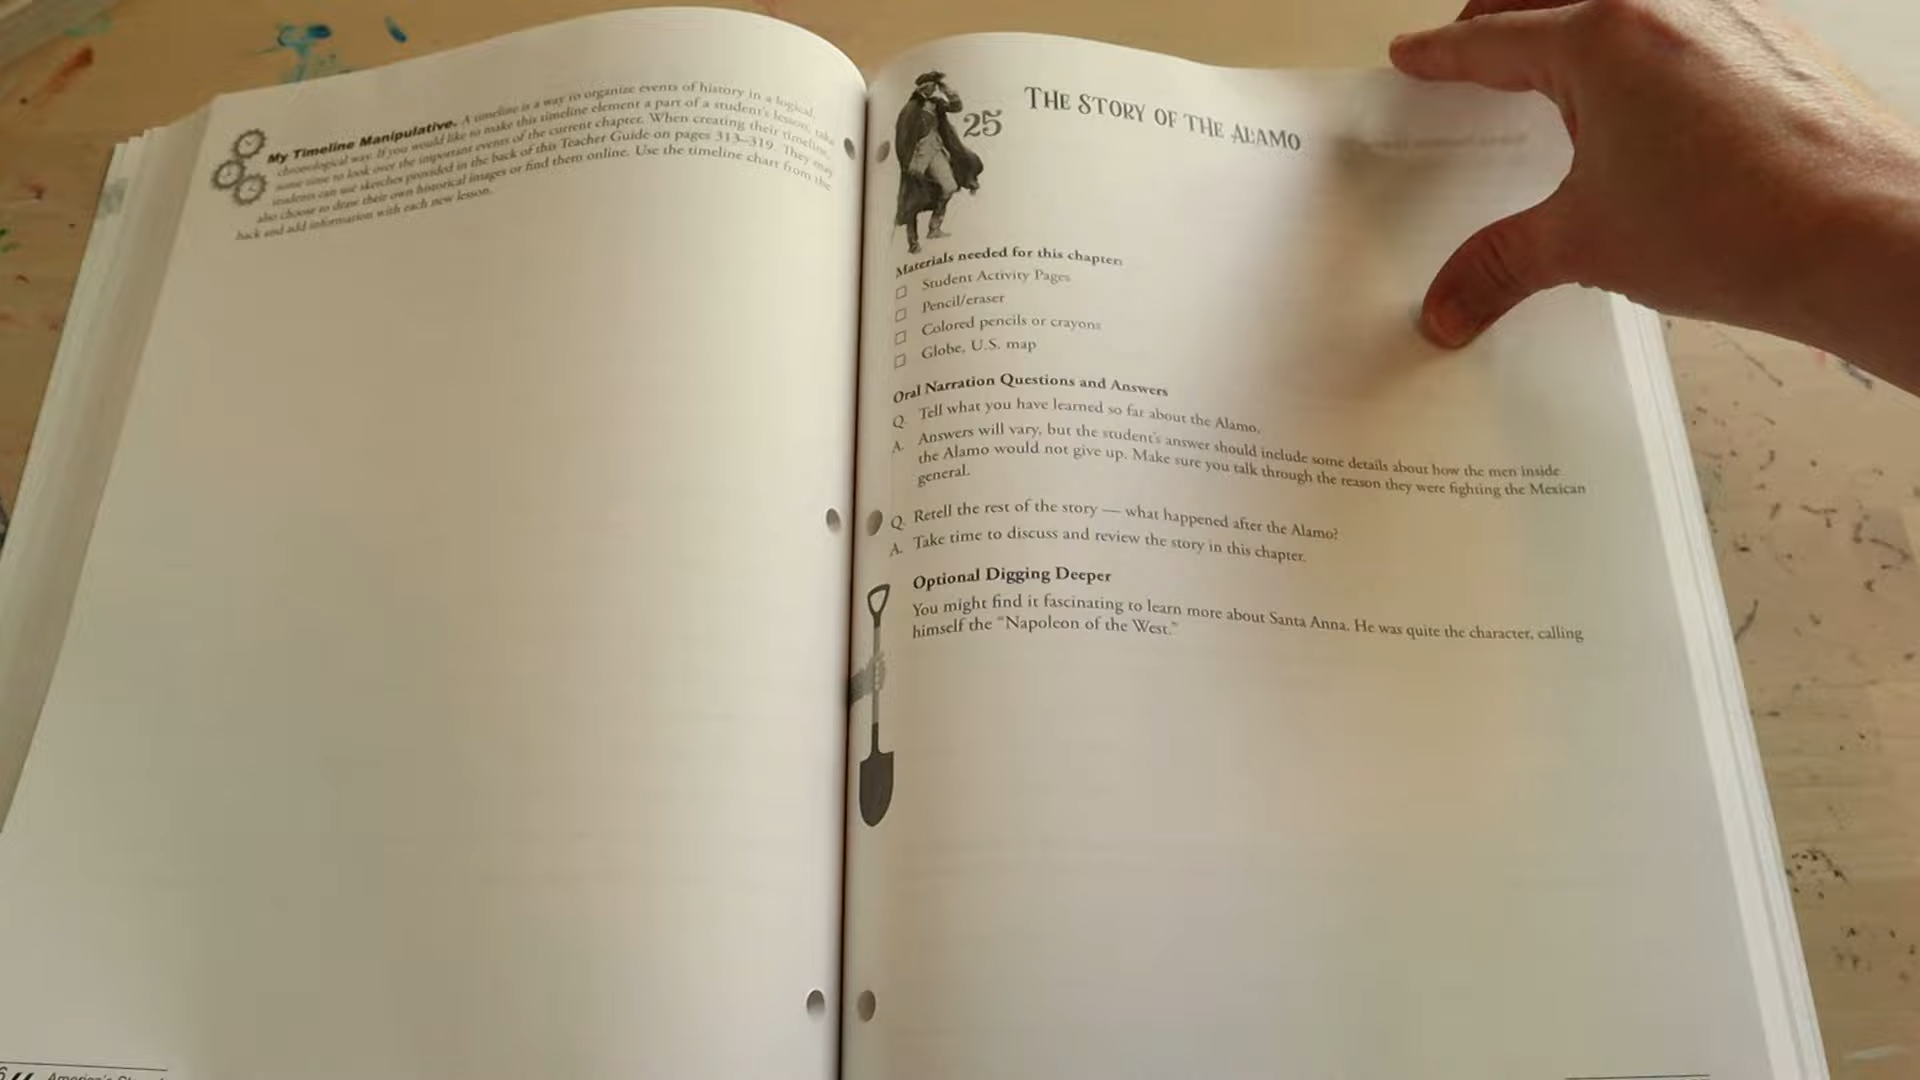 My Timeline Manipulative. A timeline is a way to organize events of history in a logical,
chronological way. If you would like to make this timeline element a part of a student's lesson, take
some time to look over the important events of the current chapter. When creating their timeline,
students can use sketches provided in the back of this Teacher Guide on pages 313–319. They may
also choose to draw their own historical images or find them online. Use the timeline chart from the
back and add information with each new lesson.
America's
25
THE STORY OF THE ALAMO
Materials needed for this chapter:
Student Activity Pages
Pencil/eraser
Colored pencils or crayons
Globe, U.S. map
Oral Narration Questions and Answers
Q. Tell what you have learned so far about the Alamo.
A. Answers will vary, but the student's answer should include some details about how the men inside
the Alamo would not give up. Make sure you talk through the reason they were fighting the Mexican
general.
Q. Retell the rest of the story — what happened after the Alamo?
A. Take time to discuss and review the story in this chapter.
Optional Digging Deeper
You might find it fascinating to learn more about Santa Anna. He was quite the character, calling
himself the "Napoleon of the West."